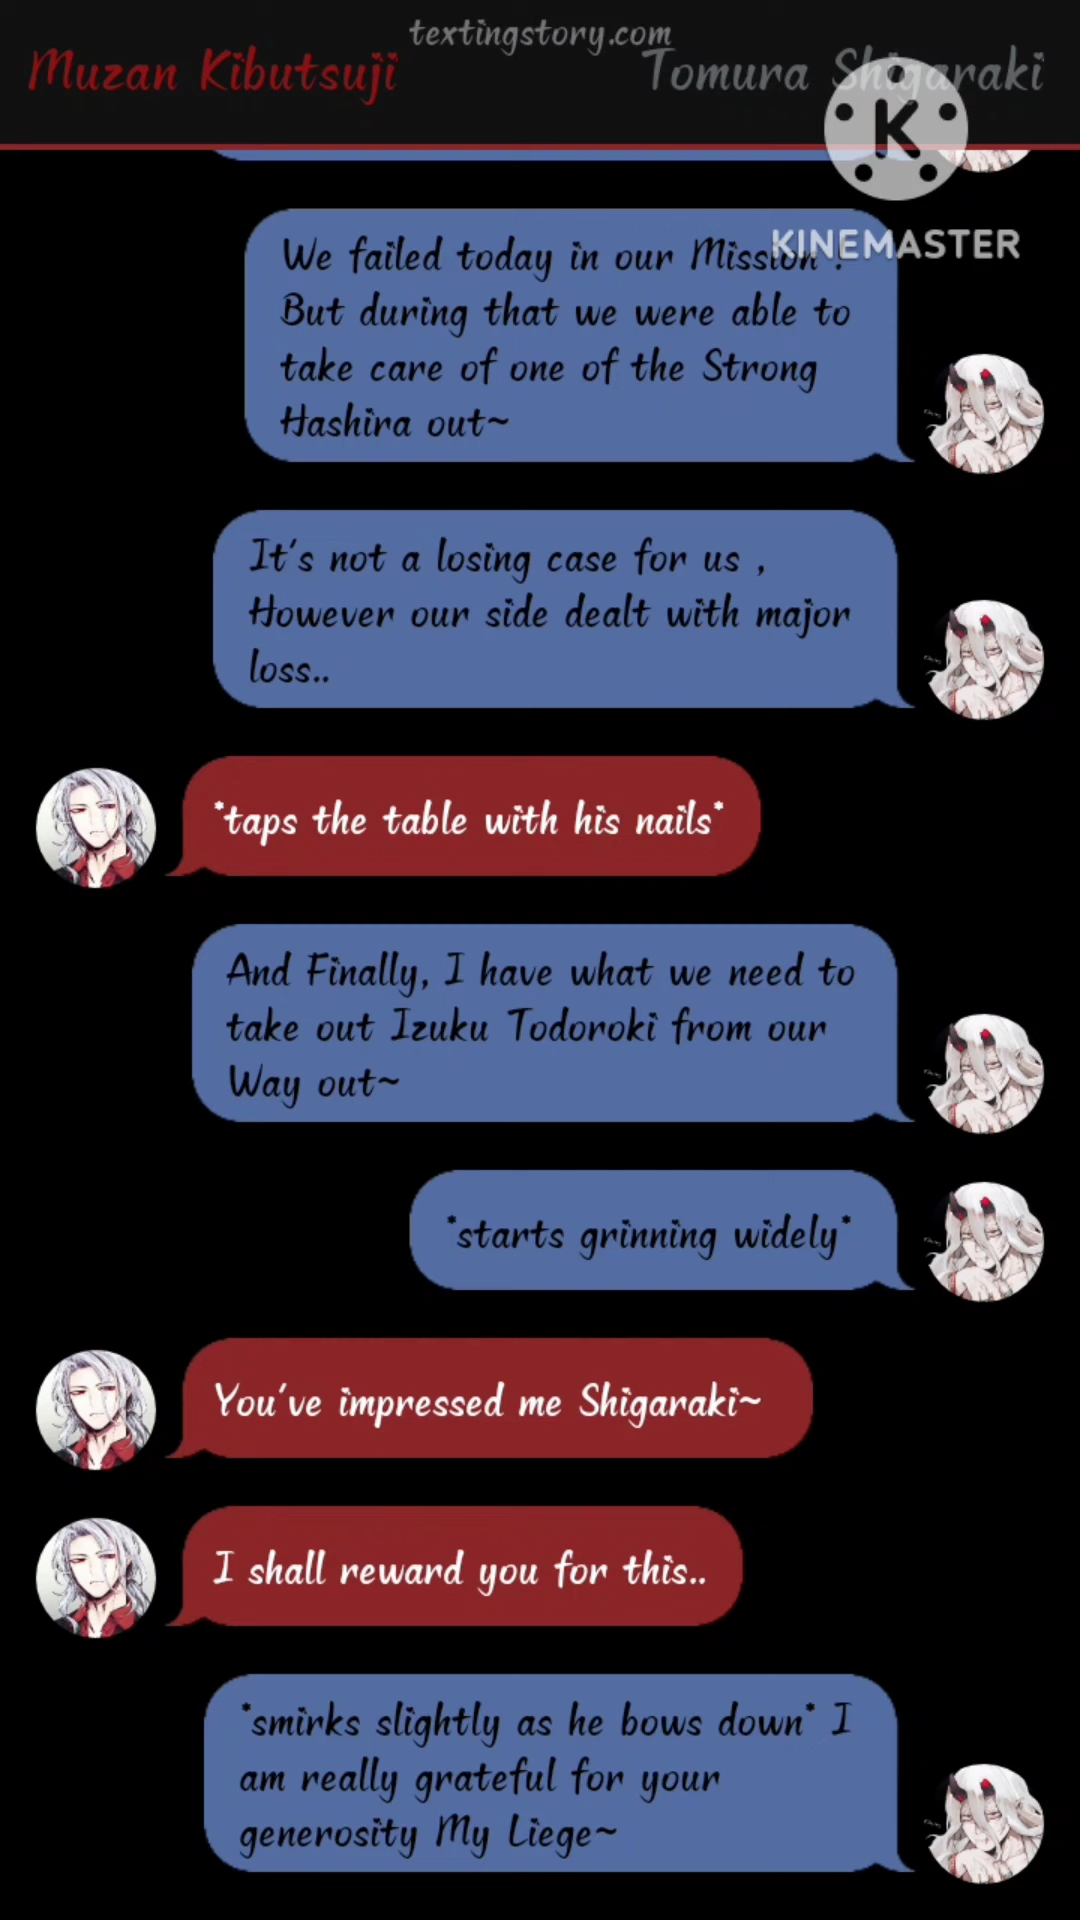 textingstory.com
Muzan Kibutsuji
Tomura Shigaraki
K
KINEMASTER
We failed today in our Mission !
But during that we were able to
take care of one of the Strong
Hashira out~
It's not a losing case for us ,
However our side dealt with major
loss..
*taps the table with his nails*
And Finally, I have what we need to
take out Izuku Todoroki from our
Way out~
*starts grinning widely*
You've impressed me Shigaraki~
I shall reward you for this..
*smirks slightly as he bows down* I
am really grateful for your
generosity My Liege~